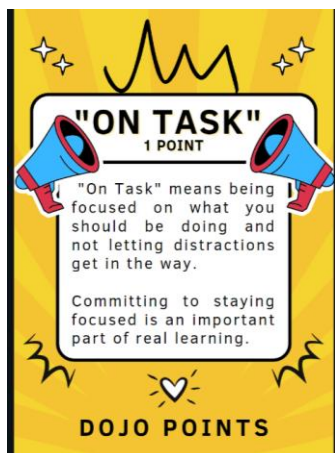 "ON TASK"
1 POINT
"On Task" means being
focused on what you
should be doing and
not letting distractions
get in the way.
Committing to staying
focused is an important
part of real learning.
DOJO POINTS